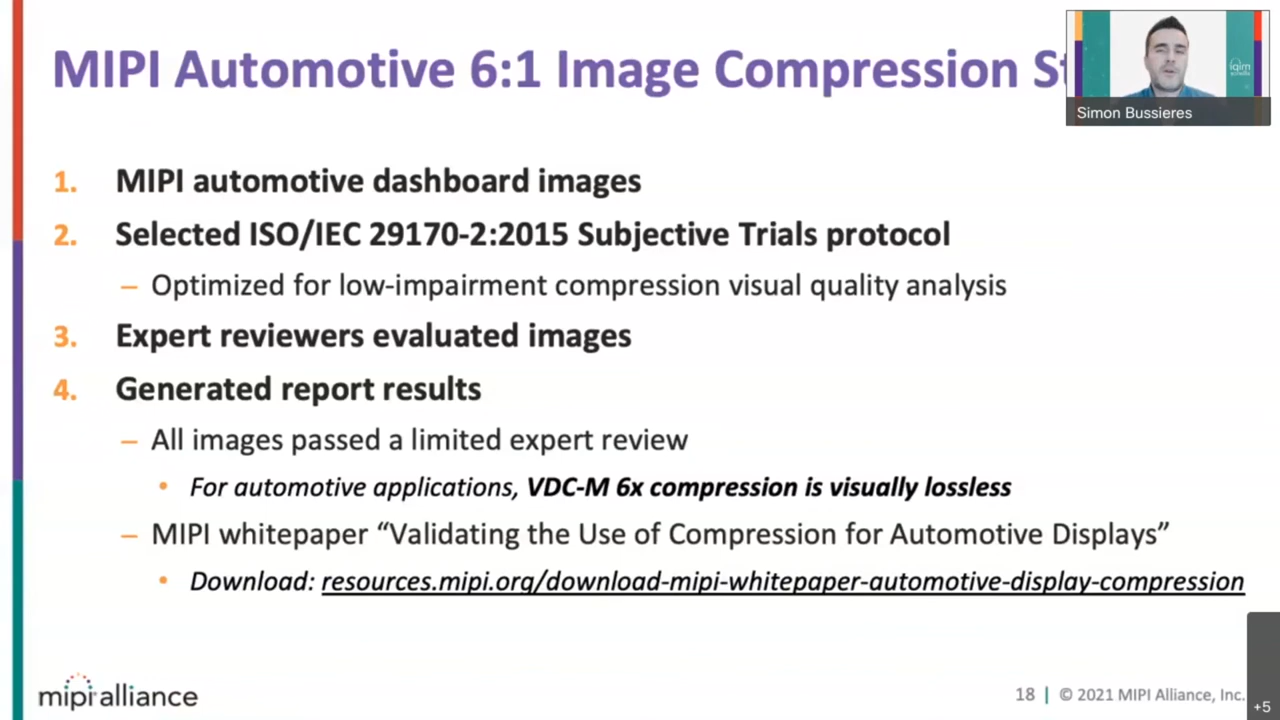 MIPI Automotive 6:1 Image Compression
iqim
Simon Bussieres
1. MIPI automotive dashboard images
2. Selected ISO/IEC 29170-2:2015 Subjective Trials protocol
– Optimized for low-impairment compression visual quality analysis
3. Expert reviewers evaluated images
4. Generated report results
– All images passed a limited expert review
• For automotive applications, VDC-M 6x compression is visually lossless
– MIPI whitepaper “Validating the Use of Compression for Automotive Displays”
• Download: resources.mipi.org/download-mipi-whitepaper-automotive-display-compression
mipi alliance
18 | © 2021 MIPI Alliance, Inc.
+5